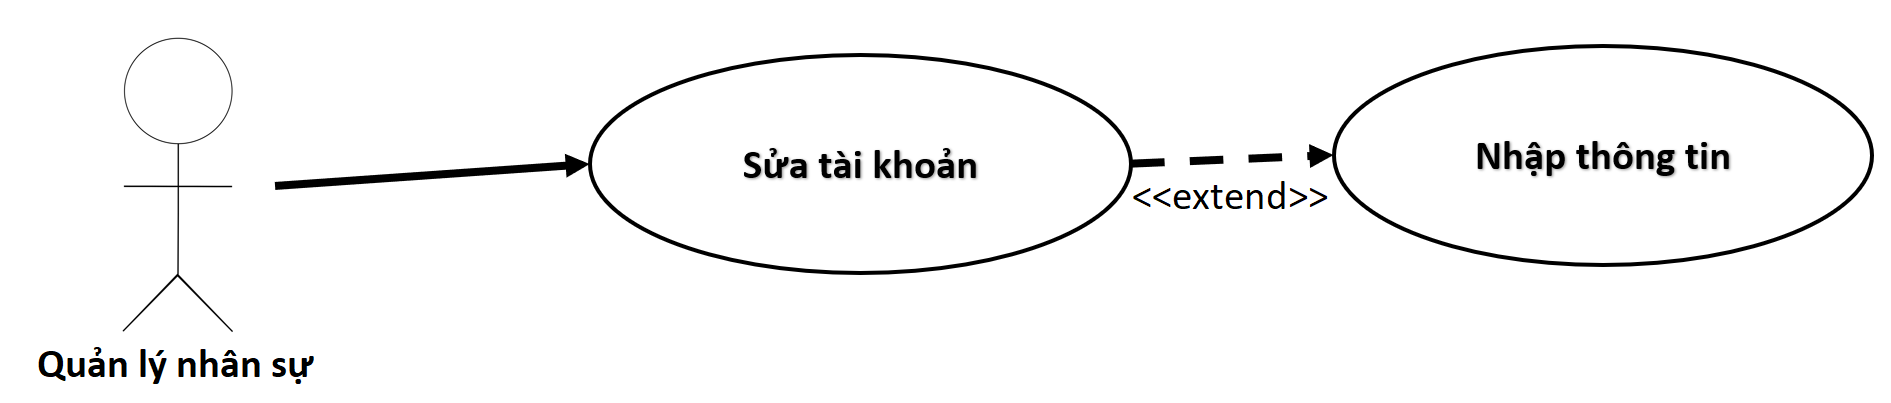 Sửa tài khoản
Nhập thông tin
<<extend>>
Quản lý nhân sự